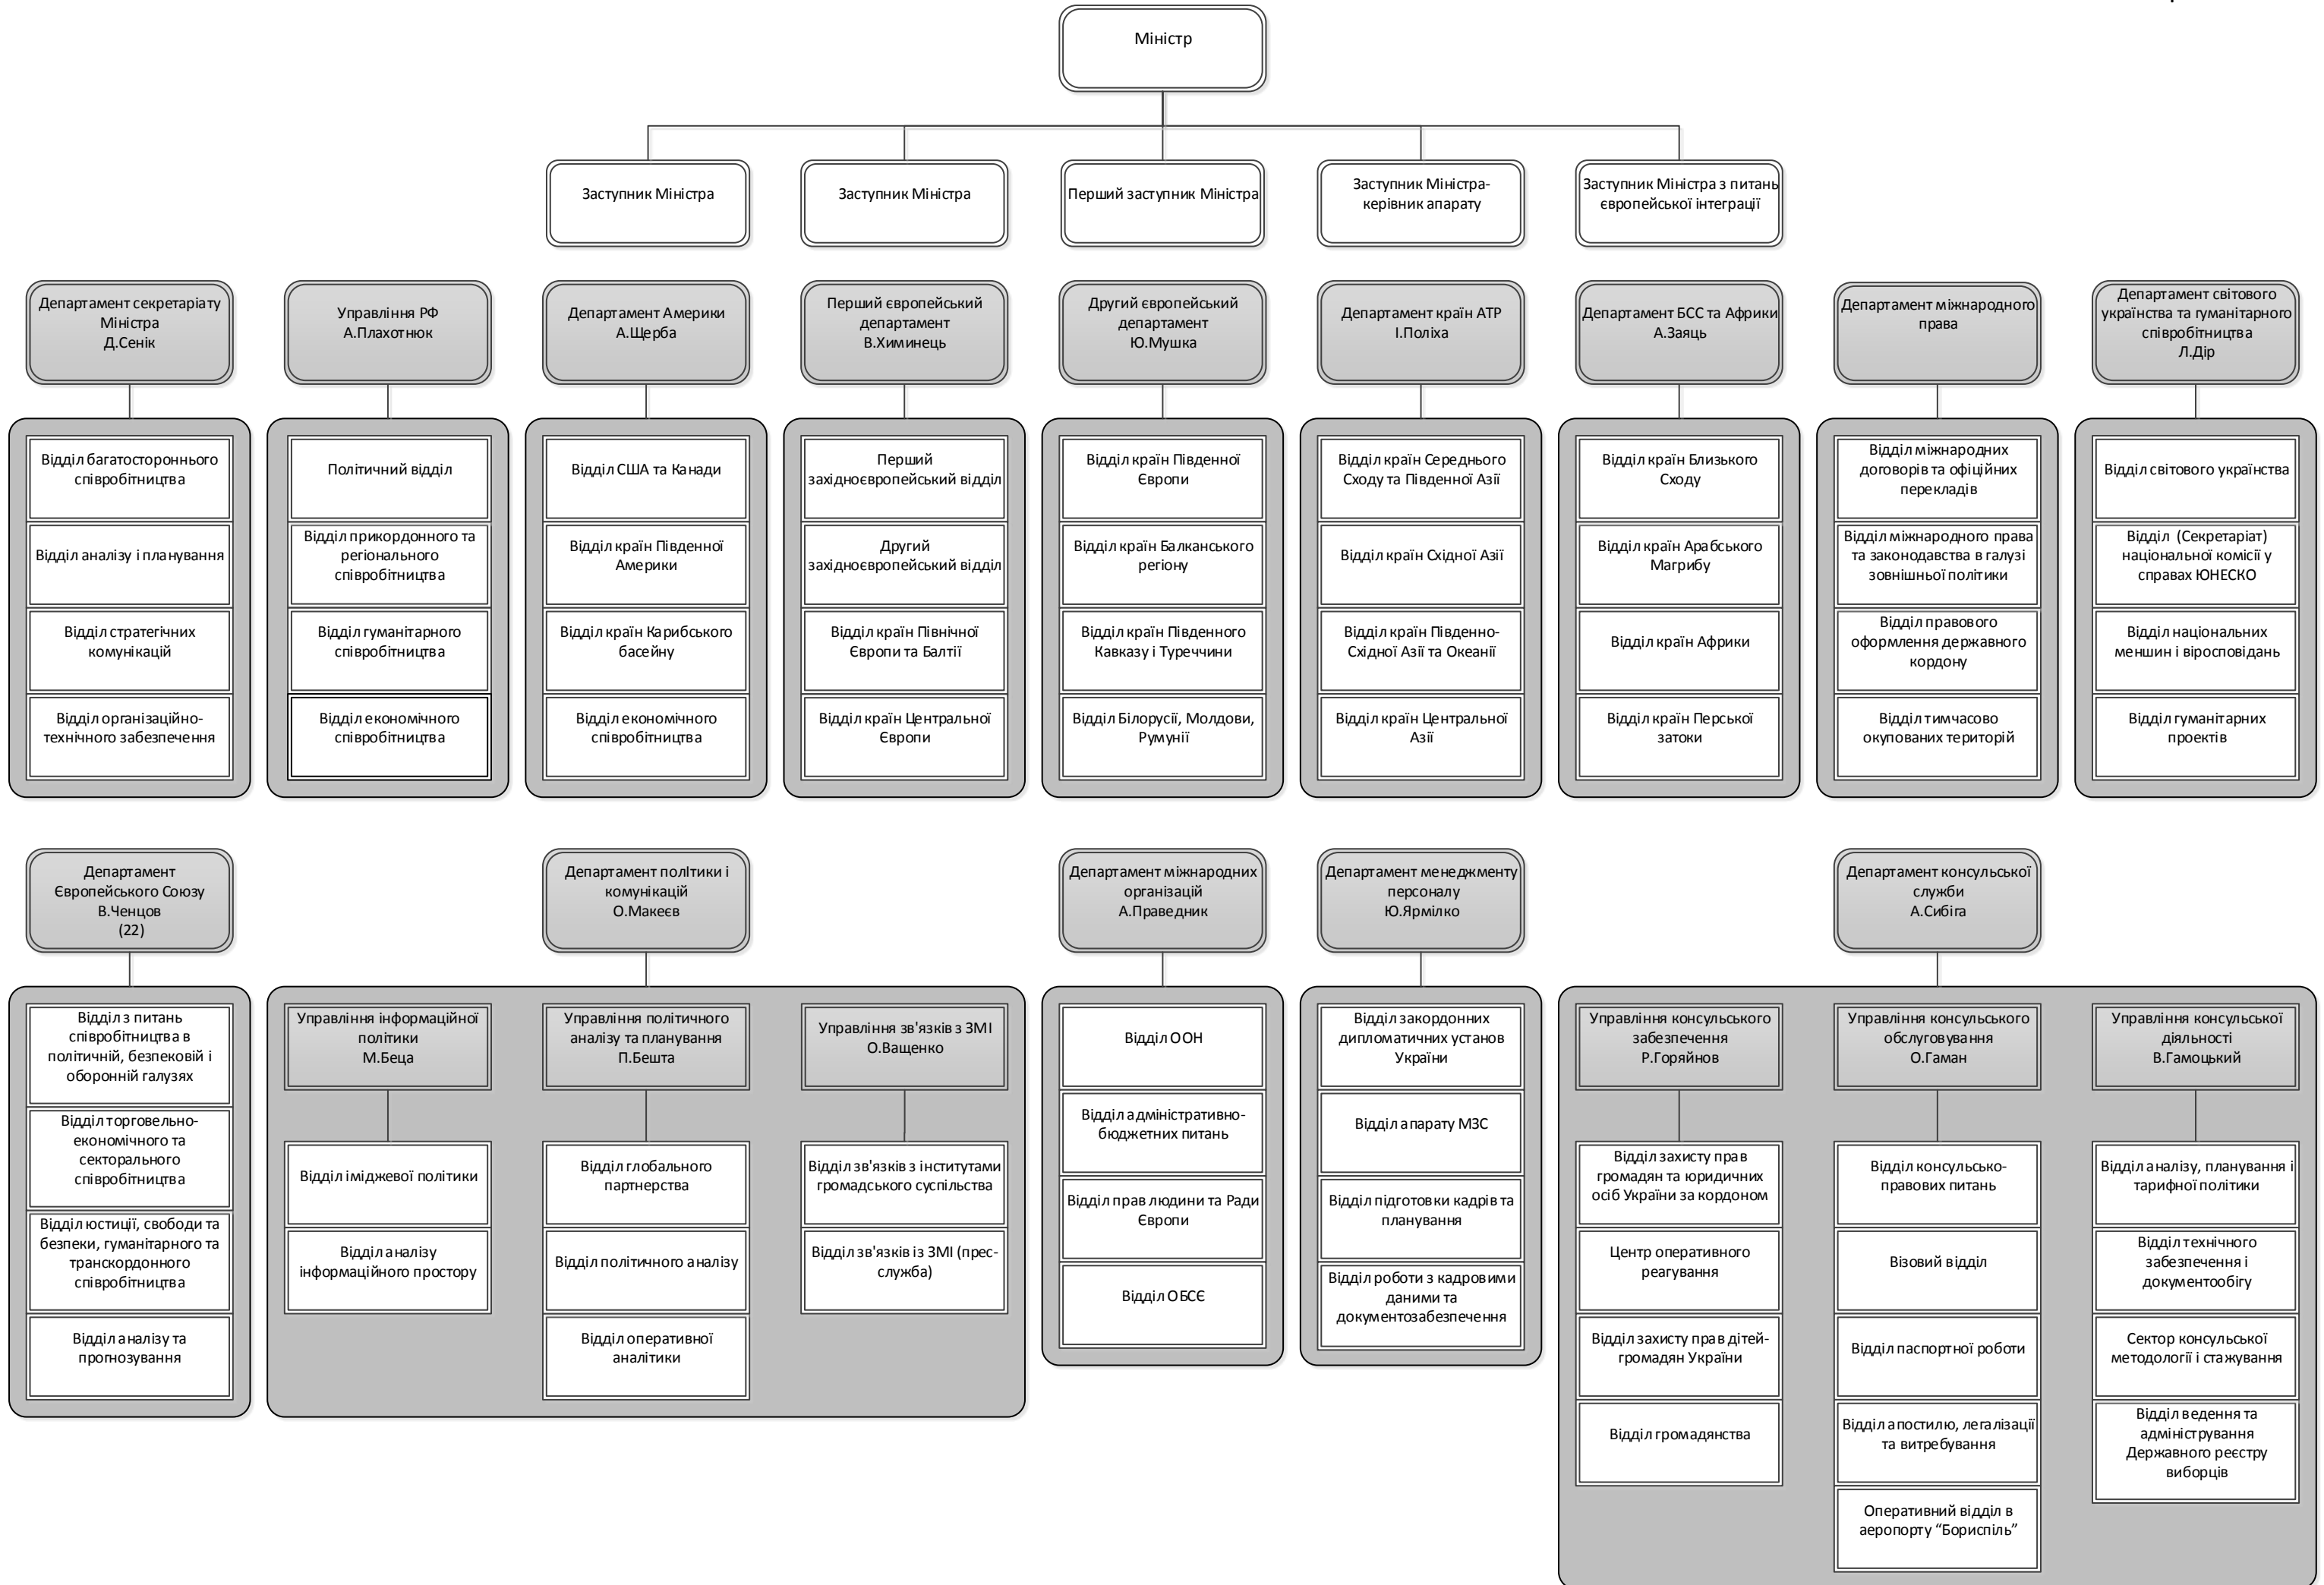 Міністр
Заступник Міністра
Заступник Міністра
Перший заступник Міністра
Заступник Міністра-
керівник апарату
Заступник Міністра з питань
європейської інтеграції
Департамент секретаріату
Міністра
Д.Сенік
Управління РФ
А.Плахотнюк
Департамент Америки
А.Щерба
Перший європейський
департамент
В.Химинець
Другий європейський
департамент
Ю.Мушка
Департамент країн АТР
І.Поліха
Департамент БСС та Африки
А.Заяць
Департамент міжнародного
права
Департамент світового
українства та гуманітарного
співробітництва
Л.Дір
Відділ багатостороннього
співробітництва
Відділ аналізу і планування
Відділ стратегічних
комунікацій
Відділ організаційно-
технічного забезпечення
Політичний відділ
Відділ прикордонного та
регіонального
співробітництва
Відділ гуманітарного
співробітництва
Відділ економічного
співробітництва
Відділ США та Канади
Відділ країн Південної
Америки
Відділ країн Карибського
басейну
Відділ економічного
співробітництва
Перший
західноєвропейський відділ
Другий
західноєвропейський відділ
Відділ країн Північної
Європи та Балтії
Відділ країн Центральної
Європи
Відділ країн Південної
Європи
Відділ країн Балканського
регіону
Відділ країн Південного
Кавказу і Туреччини
Відділ Білорусії, Молдови,
Румунії
Відділ країн Середнього
Сходу та Південної Азії
Відділ країн Східної Азії
Відділ країн Південно-
Східної Азії та Океанії
Відділ країн Центральної
Азії
Відділ країн Близького
Сходу
Відділ країн Арабського
Магрибу
Відділ країн Африки
Відділ країн Перської
затоки
Відділ міжнародних
договорів та офіційних
перекладів
Відділ міжнародного права
та законодавства в галузі
зовнішньої політики
Відділ правового
оформлення державного
кордону
Відділ тимчасово
окупованих територій
Відділ світового українства
Відділ (Секретаріат)
національної комісії у
справах ЮНЕСКО
Відділ національних
меншин і віросповідань
Відділ гуманітарних
проектів
Департамент
Європейського Союзу
В.Ченцов
(22)
Департамент полІтики і
комунікацій
О.Макеєв
Департамент міжнародних
організацій
А.Праведник
Департамент менеджменту
персоналу
Ю.Ярмілко
Департамент консульської
служби
А.Сибіга
Відділ з питань
співробітництва в
політичній, безпековій і
оборонній галузях
Відділ торговельно-
економічного та
секторального
співробітництва
Відділ юстиції, свободи та
безпеки, гуманітарного та
транскордонного
співробітництва
Відділ аналізу та
прогнозування
Управління інформаційної
політики
М.Беца
Відділ іміджевої політики
Відділ аналізу
інформаційного простору
Управління політичного
аналізу та планування
П.Бешта
Відділ глобального
партнерства
Відділ політичного аналізу
Відділ оперативної
аналітики
Управління зв'язків з ЗМІ
О.Ващенко
Відділ зв'язків з інститутами
громадського суспільства
Відділ зв'язків із ЗМІ (прес-
служба)
Відділ ООН
Відділ адміністративно-
бюджетних питань
Відділ прав людини та Ради
Європи
Відділ ОБСЄ
Відділ закордонних
дипломатичних установ
України
Відділ апарату МЗС
Відділ підготовки кадрів та
планування
Відділ роботи з кадровими
даними та
документозабезпечення
Управління консульського
забезпечення
Р.Горяйнов
Відділ захисту прав
громадян та юридичних
осіб України за кордоном
Центр оперативного
реагування
Відділ захисту прав дітей-
громадян України
Відділ громадянства
Управління консульського
обслуговування
О.Гаман
Відділ консульсько-
правових питань
Візовий відділ
Відділ паспортної роботи
Відділ апостилю, легалізації
та витребування
Оперативний відділ в
аеропорту “Бориспіль”
Управління консульської
діяльності
В.Гамоцький
Відділ аналізу, планування і
тарифної політики
Відділ технічного
забезпечення і
документообігу
Сектор консульської
методології і стажування
Відділ ведення та
адміністрування
Державного реєстру
виборців